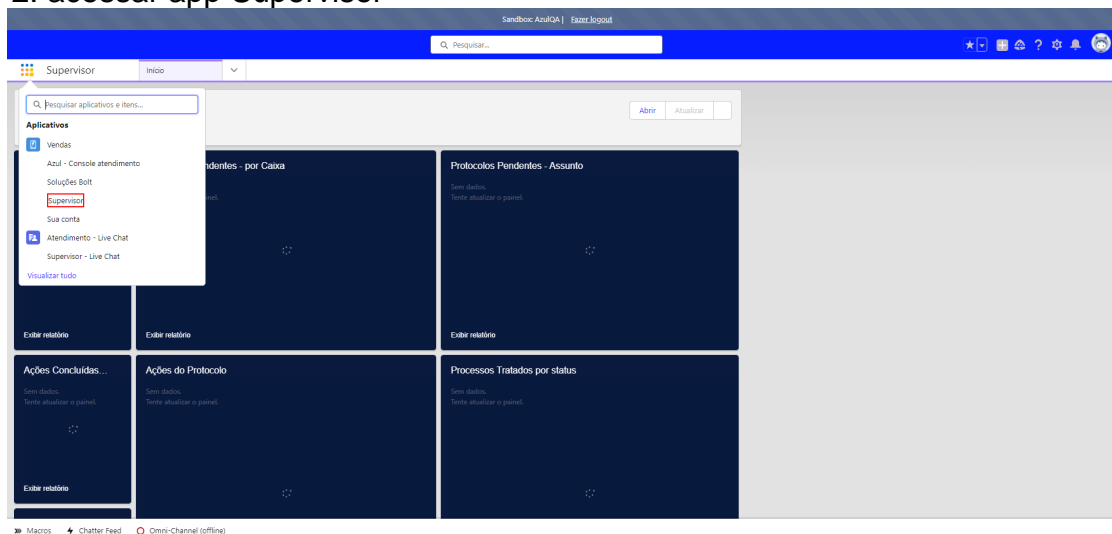 2. acessar app Supervisor
Sandbox: AzulQA | Fazer logout
Pesquisar...
Supervisor
Início
Pesquisar aplicativos e itens...
Aplicativos
Vendas
Azul - Console atendimento
Soluções Bolt
Supervisor
Sua conta
Atendimento - Live Chat
Supervisor - Live Chat
Visualizar tudo
Abrir
Atualizar
ndentes - por Caixa
inel.
Exibir relatório
Exibir relatório
Protocolos Pendentes - Assunto
Sem dados.
Tente atualizar o painel.
Exibir relatório
Ações Concluídas...
Sem dados.
Tente atualizar o painel.
Exibir relatório
Ações do Protocolo
Sem dados.
Tente atualizar o painel.
Processos Tratados por status
Sem dados.
Tente atualizar o painel.
Macros
Chatter Feed
Omni-Channel (offline)